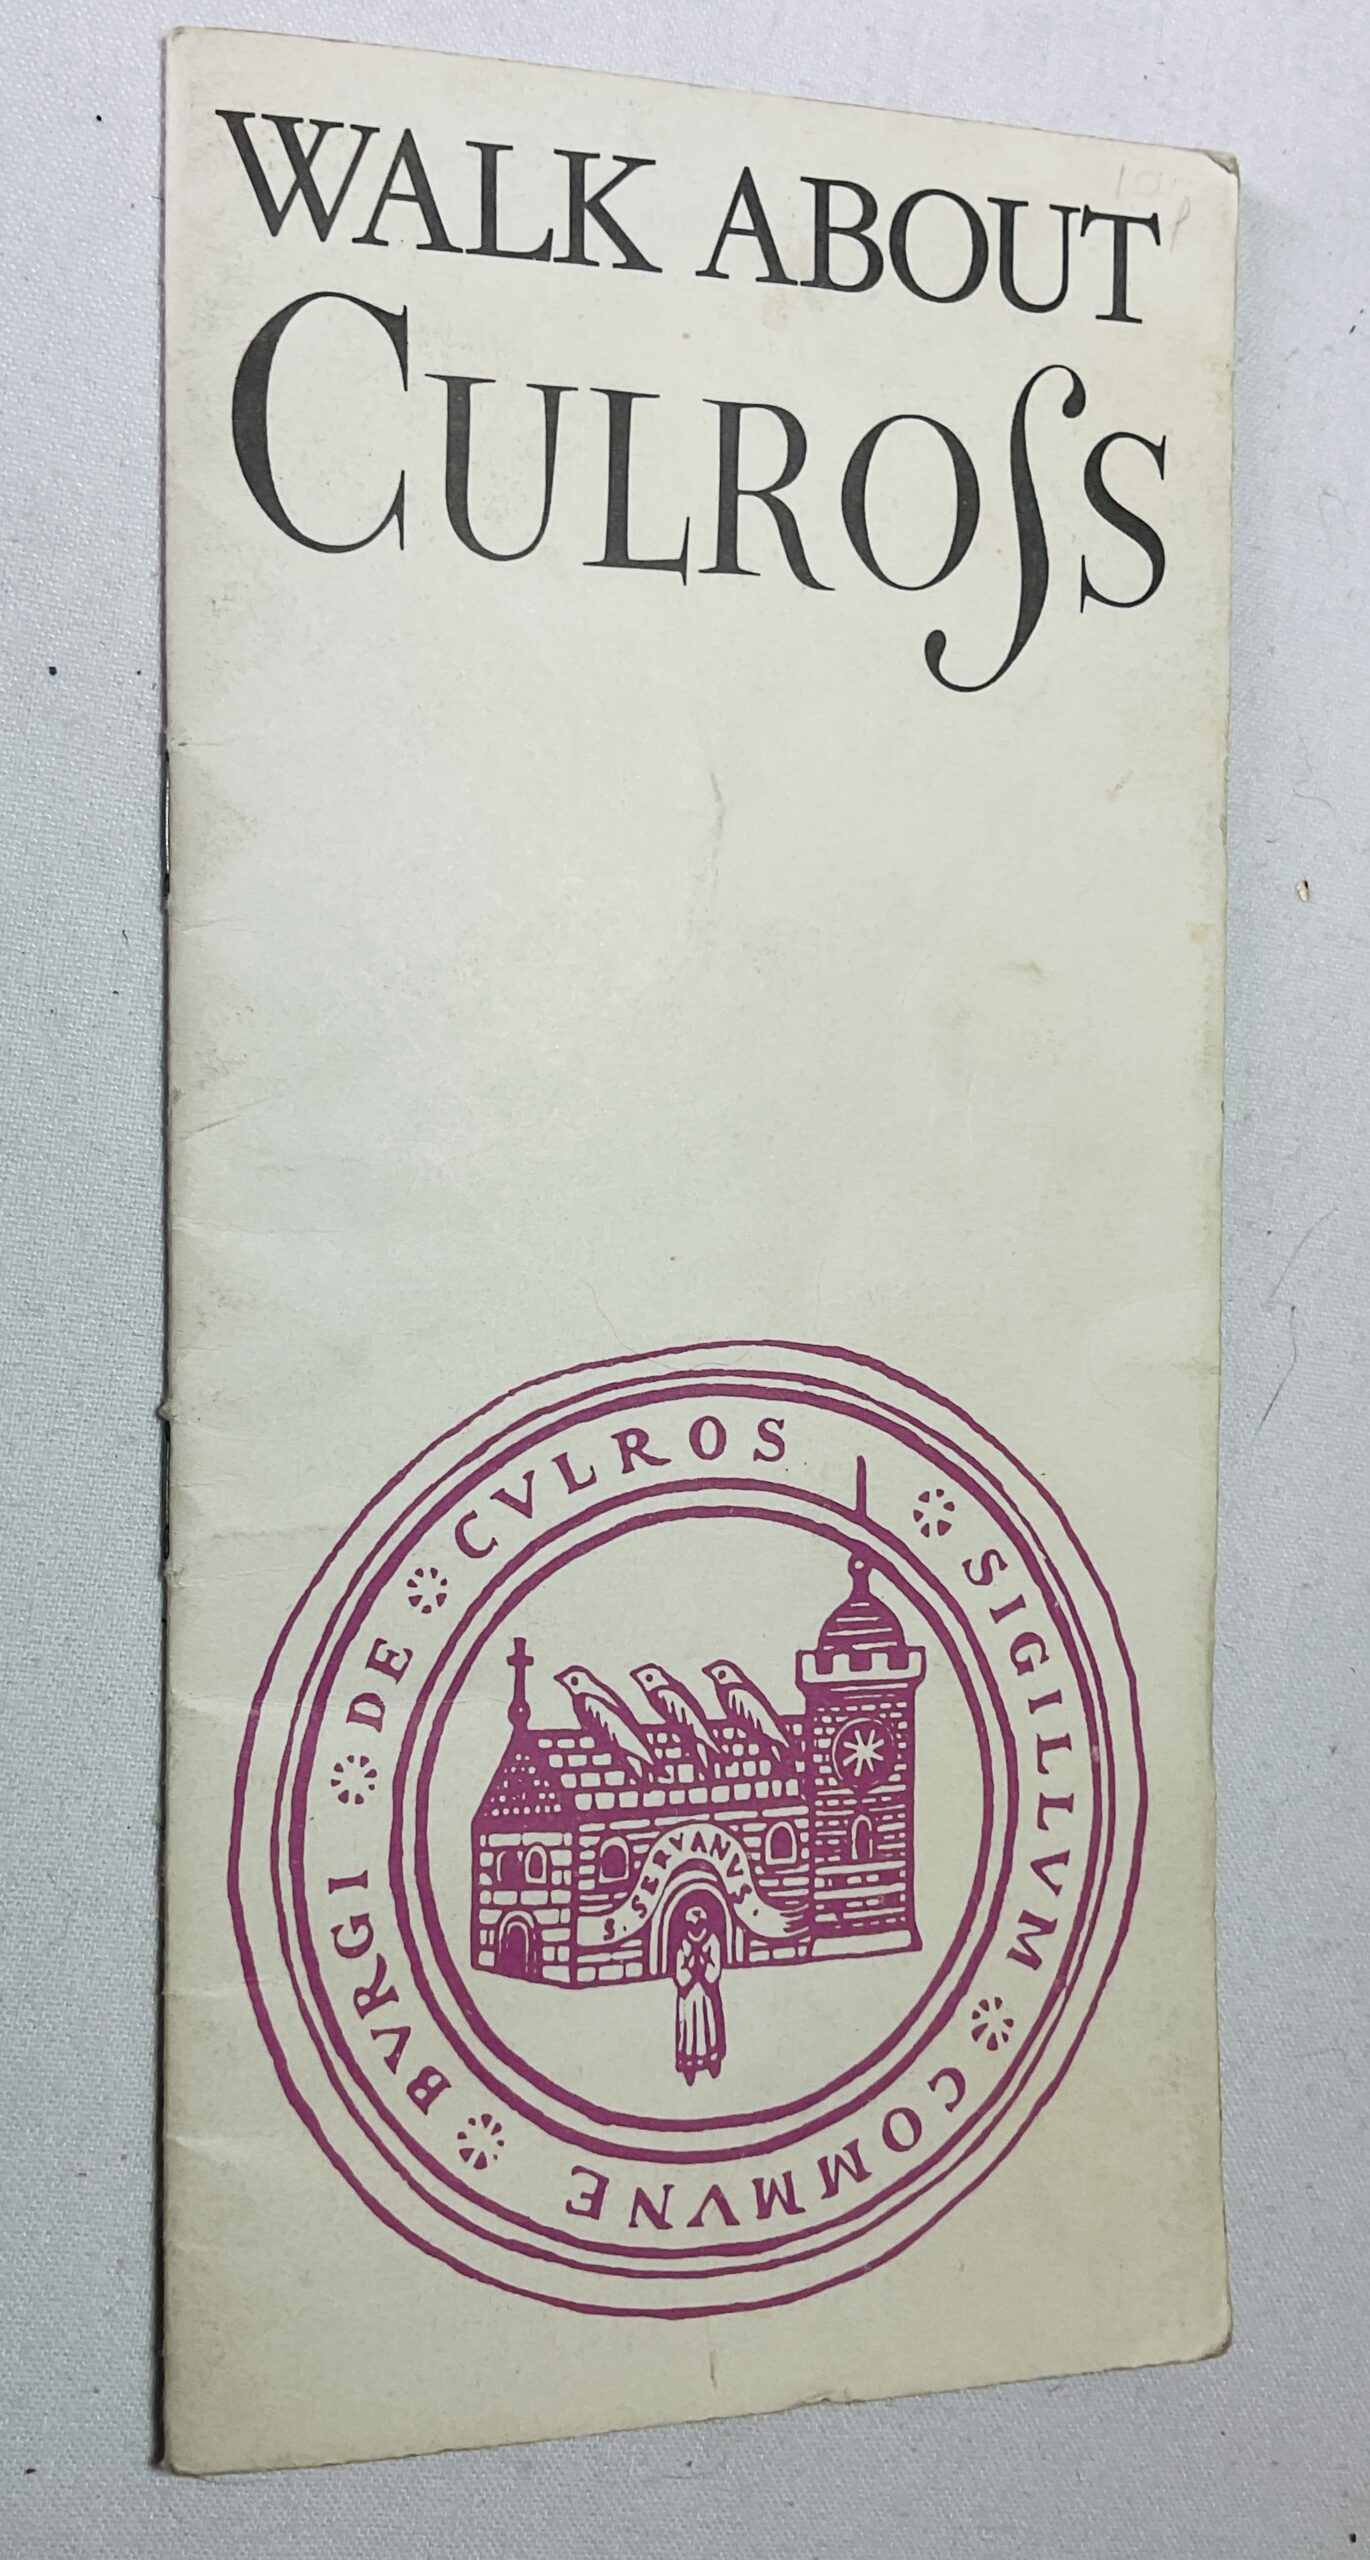 WALK ABOUT
CULROſS
SIGILLVM COMMVNE BVRGI DE CVLROS
S. SERVANVS.